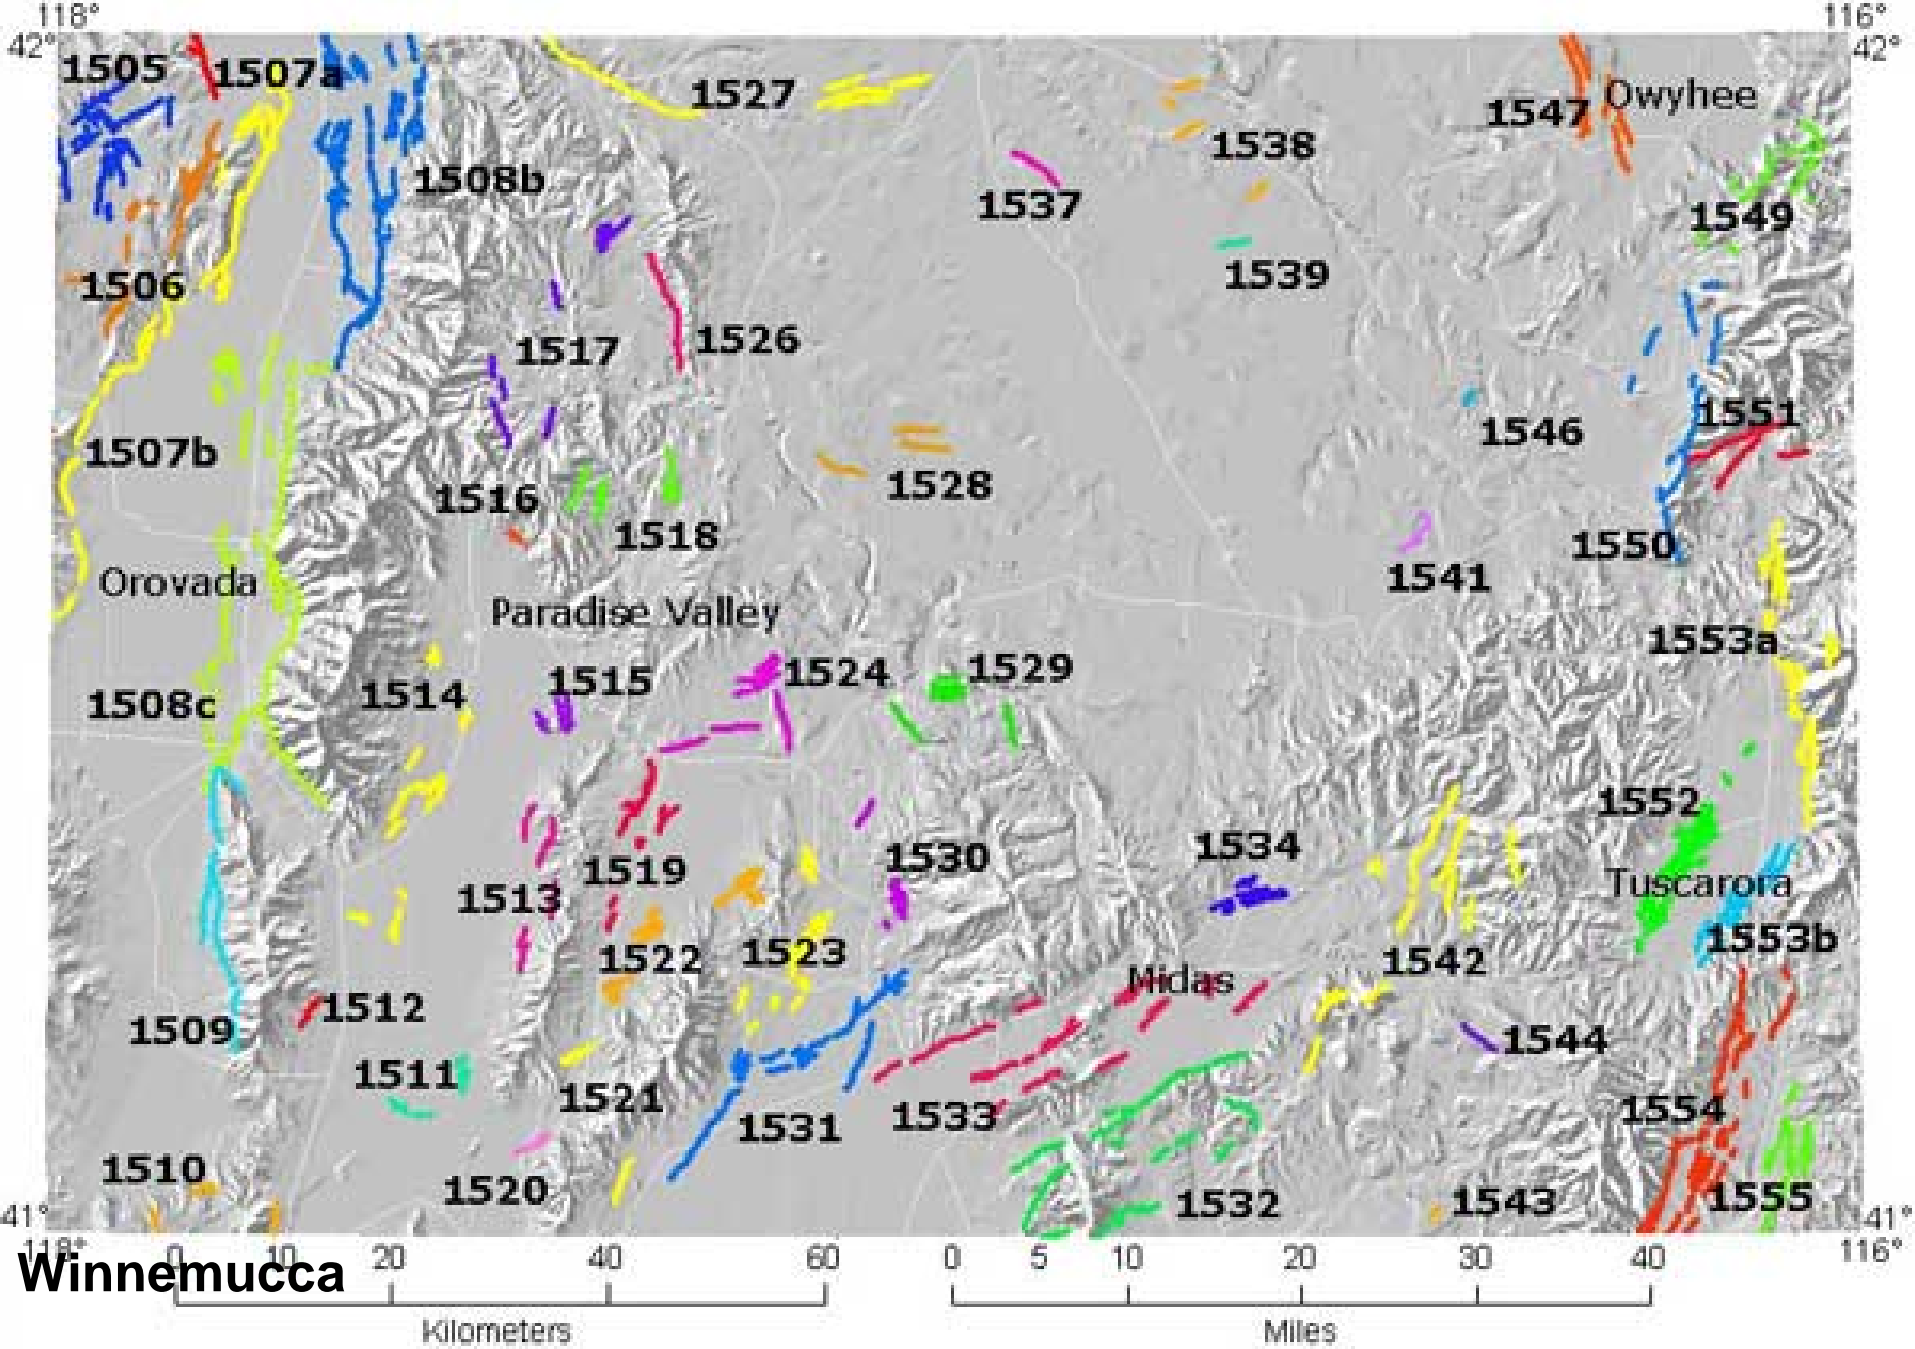 118° 116°
42° 42°
1505 1507a
1527
1547 Owyhee
1538
1508b
1537
1549
1506
1539
1517 1526
1551
1546
1507b
1516
1528
1518
1550
1541
Orovada
Paradise Valley
1553a
1524 1529
1515
1514
1508c
1552
1534
1530
1519
Tuscarora
1513
1553b
1522 1523
1542
Midas
1512
1509
1544
1511
1521
1554
1533
1531
1510
1520
1532
1543
1555
41° 41°
118° 116°
0 10 20 40 60 0 5 10 20 30 40
Winnemucca
Kilometers Miles